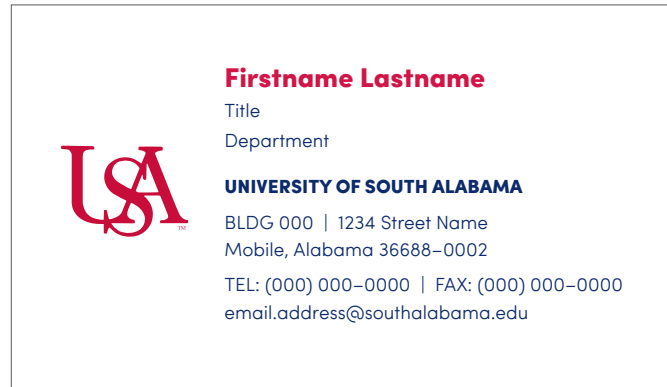 Firstname Lastname
Title
Department
USA
TM
UNIVERSITY OF SOUTH ALABAMA
BLDG 000 | 1234 Street Name
Mobile, Alabama 36688–0002
TEL: (000) 000–0000 | FAX: (000) 000–0000
email.address@southalabama.edu